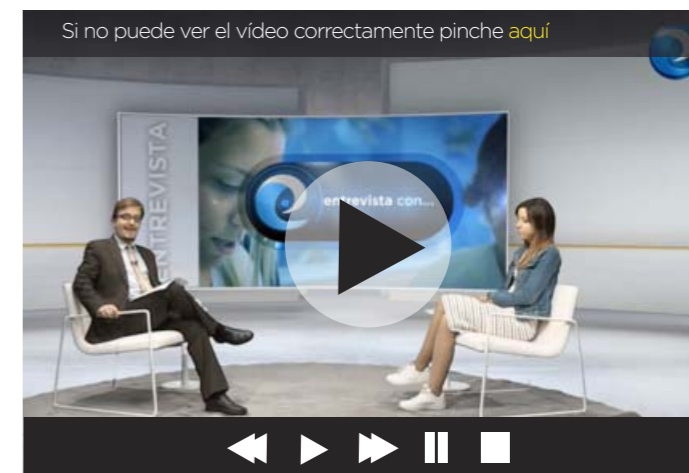 Si no puede ver el vídeo correctamente pinche aquí
ENTREVISTA
entrevista con...